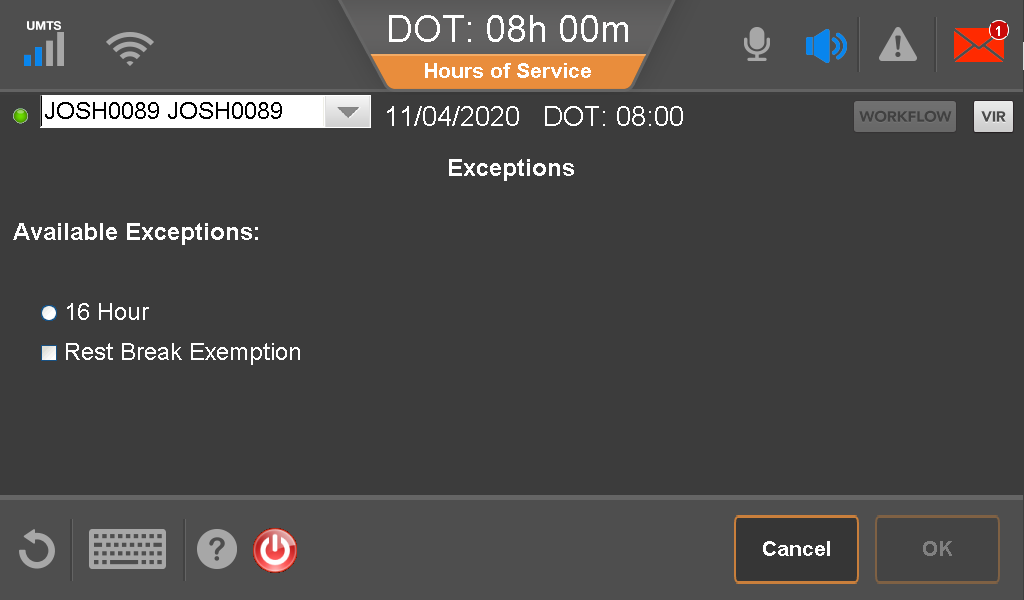 UMTS
DOT: 08h 00m
1
Hours of Service
JOSH0089 JOSH0089
11/04/2020 DOT: 08:00
WORKFLOW
VIR
Exceptions
Available Exceptions:
16 Hour
Rest Break Exemption
?
Cancel
OK